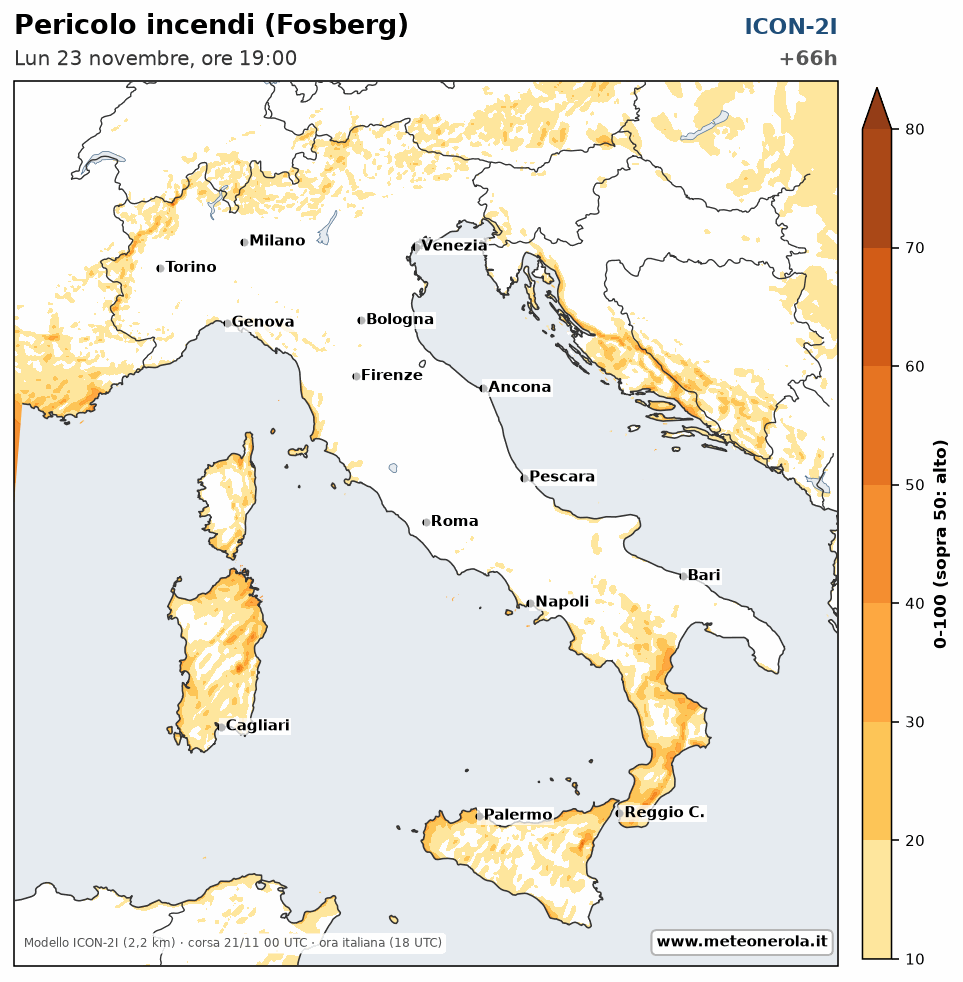 Pericolo incendi (Fosberg)
ICON-2I
Lun 23 novembre, ore 19:00
+66h
Milano
Venezia
Torino
Genova
Bologna
Firenze
Ancona
Pescara
Roma
Bari
Napoli
Cagliari
Palermo
Reggio C.
80
70
60
50
40
30
20
10
0-100 (sopra 50: alto)
Modello ICON-2I (2,2 km) · corsa 21/11 00 UTC · ora italiana (18 UTC)
www.meteonerola.it